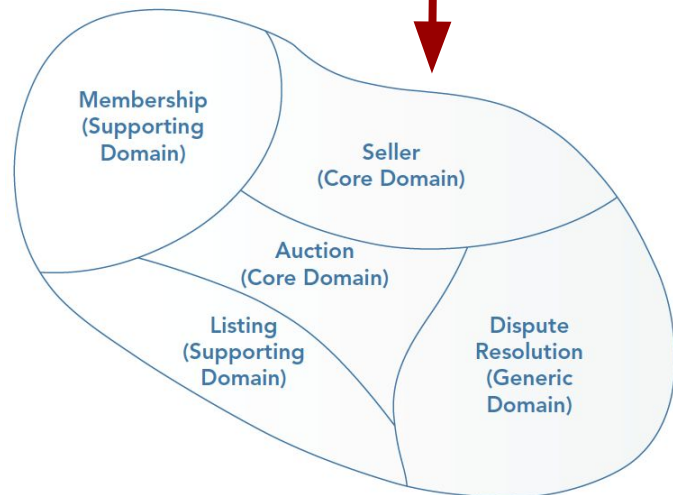 Membership
(Supporting
Domain)
Seller
(Core Domain)
Auction
(Core Domain)
Listing
(Supporting
Domain)
Dispute
Resolution
(Generic
Domain)